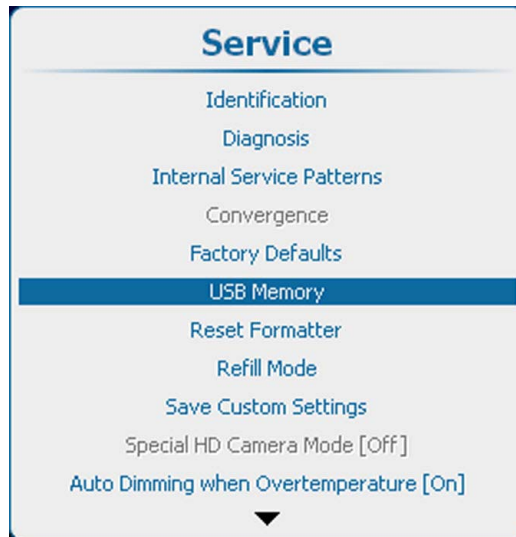 Service
Identification
Diagnosis
Internal Service Patterns
Convergence
Factory Defaults
USB Memory
Reset Formatter
Refill Mode
Save Custom Settings
Special HD Camera Mode [Off]
Auto Dimming when Overtemperature [On]